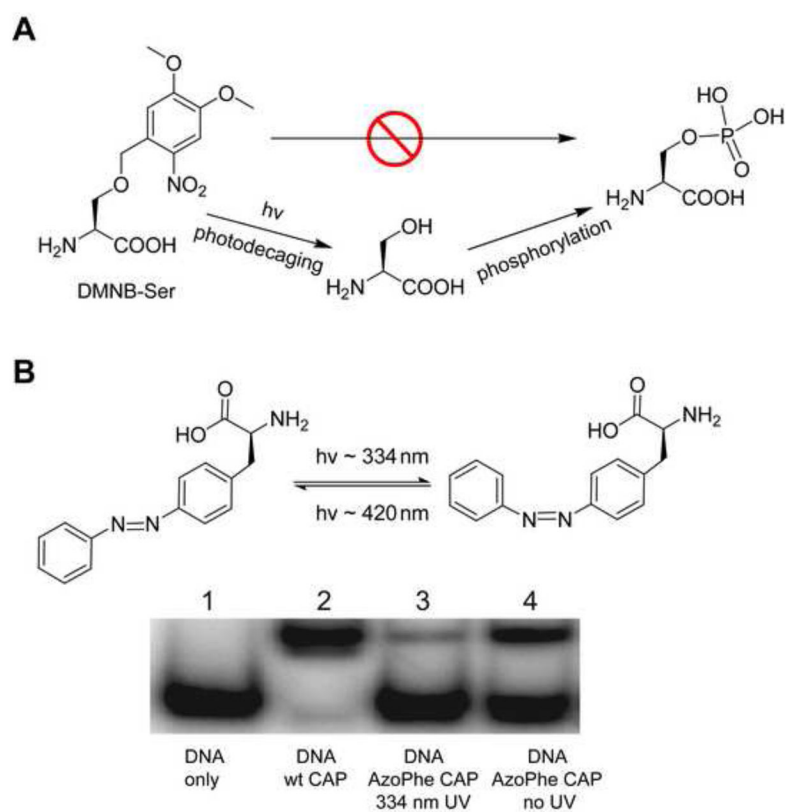 A
O
O
HO
OH
O
P
O
O
NO₂
H₂N
COOH
H₂N
COOH
DMNB-Ser
hv
photodecaging
OH
H₂N
COOH
phosphorylation
B
O
NH₂
HO
N=N
hv ~ 334 nm
hv ~ 420 nm
O
NH₂
HO
N=N
1 2 3 4
DNA
only
DNA
wt CAP
DNA
AzoPhe CAP
334 nm UV
DNA
AzoPhe CAP
no UV